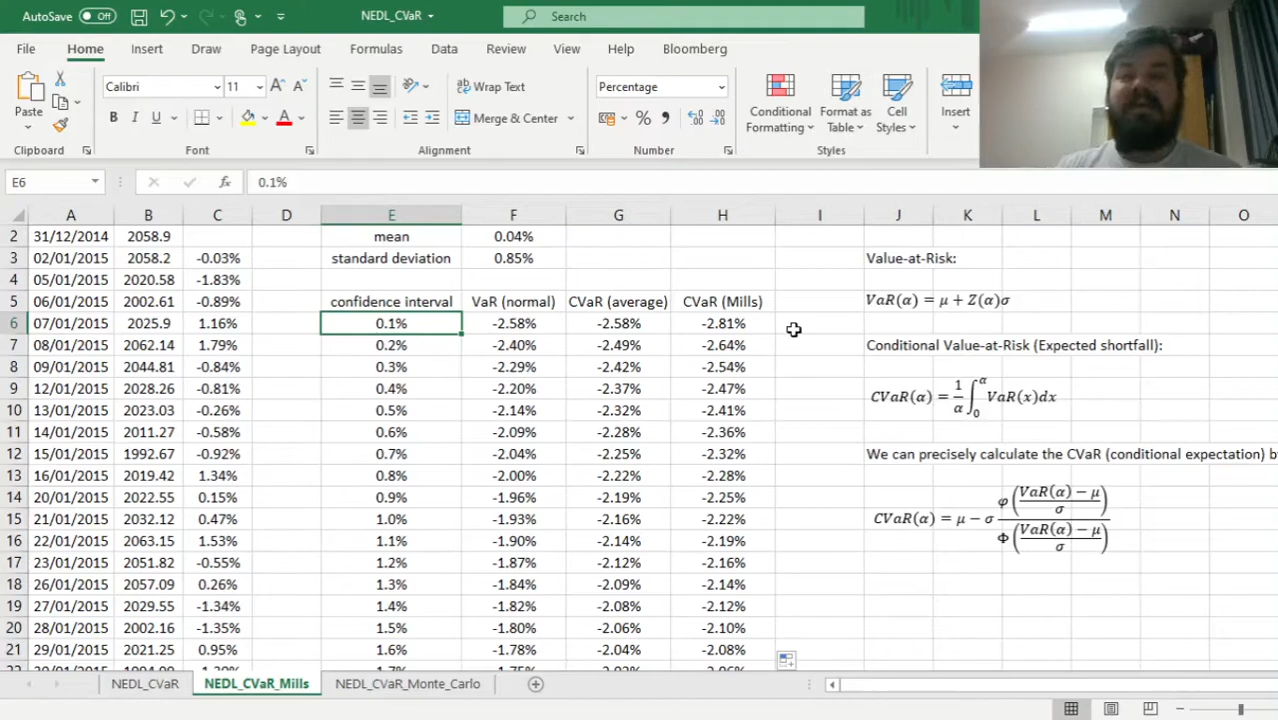 AutoSave Off NEDL_CVaR Search
File Home Insert Draw Page Layout Formulas Data Review View Help Bloomberg
Paste Calibri 11 Wrap Text Percentage Conditional Formatting Format as Table Cell Styles Insert
B I U A Merge & Center % 9
Clipboard Font Alignment Number Styles
E6 fx 0.1%
A B C D E F G H I J K L M N O
2 31/12/2014 2058.9 mean 0.04%
3 02/01/2015 2058.2 -0.03% standard deviation 0.85% Value-at-Risk:
4 05/01/2015 2020.58 -1.83%
5 06/01/2015 2002.61 -0.89% confidence interval VaR (normal) CVaR (average) CVaR (Mills) VaR(α) = μ + Z(α)σ
6 07/01/2015 2025.9 1.16% 0.1% -2.58% -2.58% -2.81%
7 08/01/2015 2062.14 1.79% 0.2% -2.40% -2.49% -2.64% Conditional Value-at-Risk (Expected shortfall):
8 09/01/2015 2044.81 -0.84% 0.3% -2.29% -2.42% -2.54%
9 12/01/2015 2028.26 -0.81% 0.4% -2.20% -2.37% -2.47% CVaR(α) = 1/α ∫₀^α VaR(x)dx
10 13/01/2015 2023.03 -0.26% 0.5% -2.14% -2.32% -2.41%
11 14/01/2015 2011.27 -0.58% 0.6% -2.09% -2.28% -2.36%
12 15/01/2015 1992.67 -0.92% 0.7% -2.04% -2.25% -2.32% We can precisely calculate the CVaR (conditional expectation) by
13 16/01/2015 2019.42 1.34% 0.8% -2.00% -2.22% -2.28%
14 20/01/2015 2022.55 0.15% 0.9% -1.96% -2.19% -2.25%
15 21/01/2015 2032.12 0.47% 1.0% -1.93% -2.16% -2.22% CVaR(α) = μ − σ φ((VaR(α) − μ)/σ) / Φ((VaR(α) − μ)/σ)
16 22/01/2015 2063.15 1.53% 1.1% -1.90% -2.14% -2.19%
17 23/01/2015 2051.82 -0.55% 1.2% -1.87% -2.12% -2.16%
18 26/01/2015 2057.09 0.26% 1.3% -1.84% -2.09% -2.14%
19 27/01/2015 2029.55 -1.34% 1.4% -1.82% -2.08% -2.12%
20 28/01/2015 2002.16 -1.35% 1.5% -1.80% -2.06% -2.10%
21 29/01/2015 2021.25 0.95% 1.6% -1.78% -2.04% -2.08%
NEDL_CVaR NEDL_CVaR_Mills NEDL_CVaR_Monte_Carlo